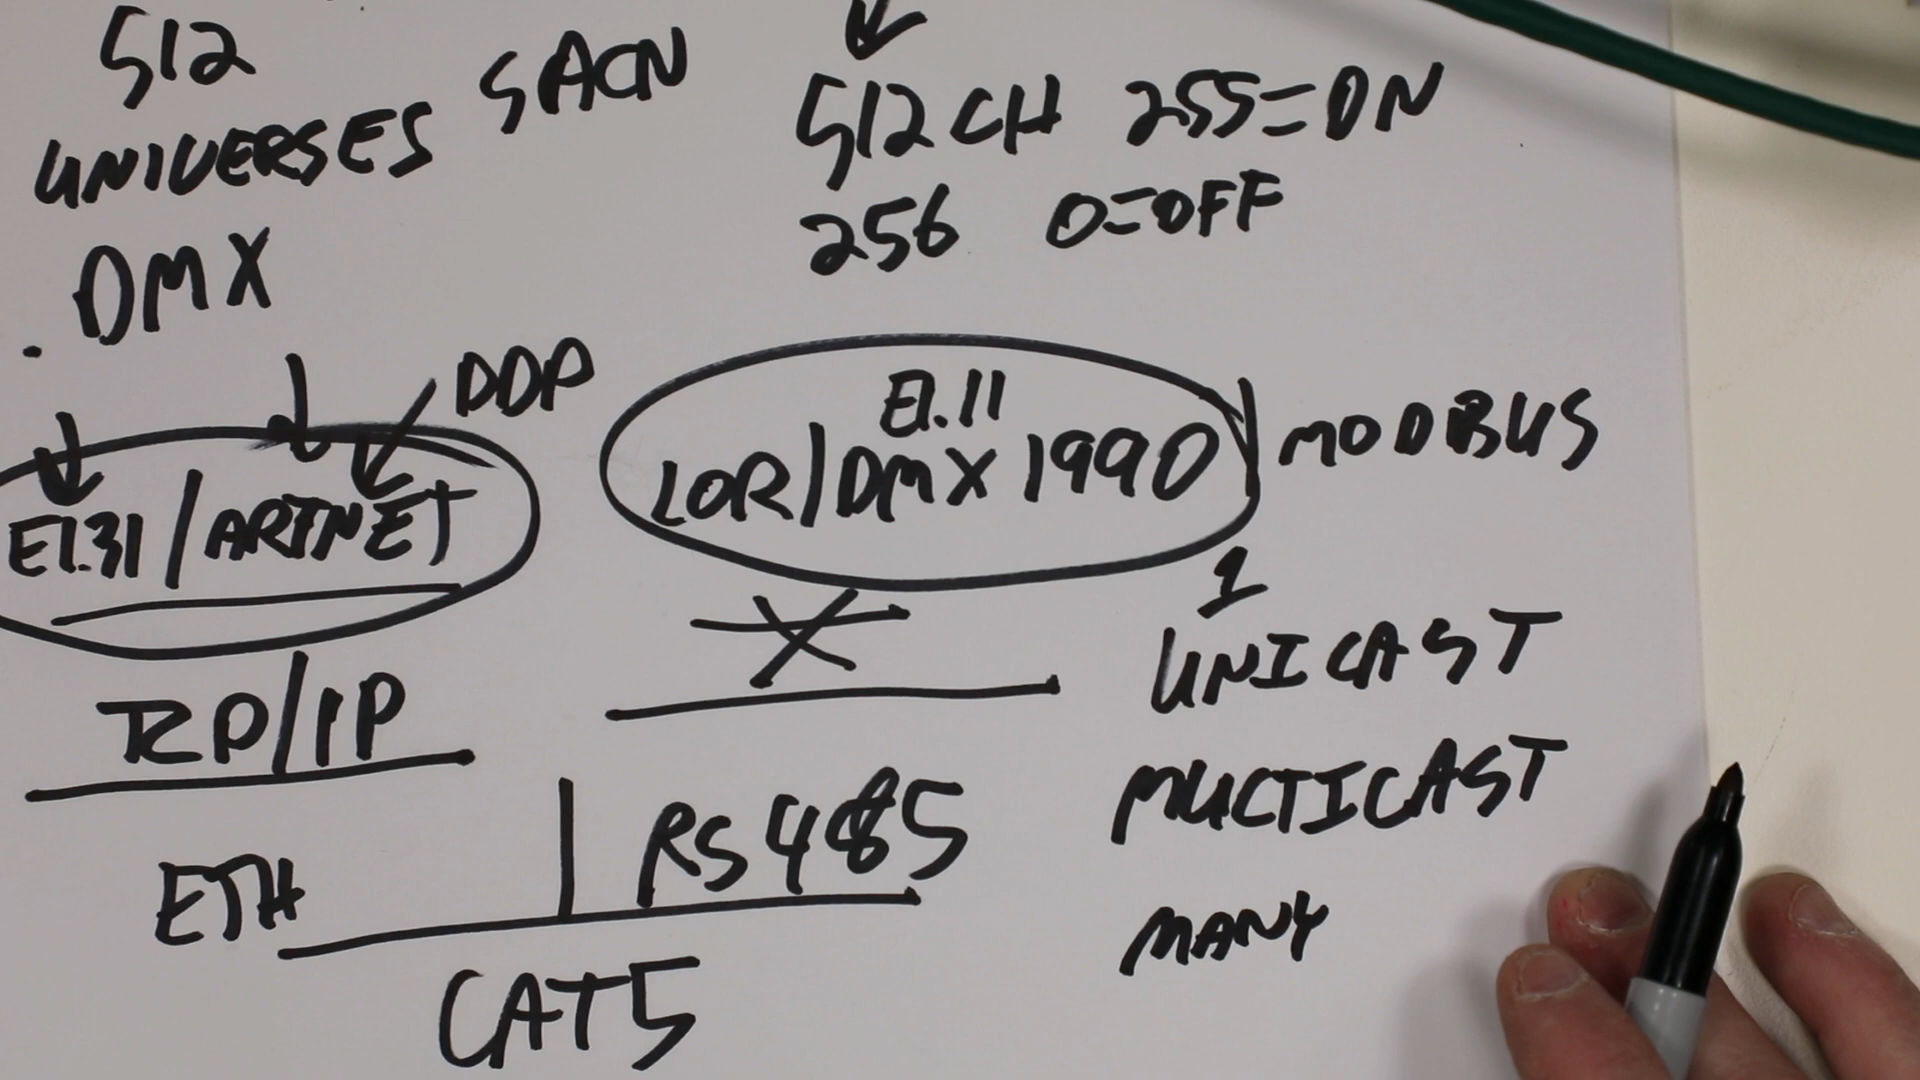 512
UNIVERSES SACN
DMX
512 CH 255=ON
256 0=OFF
DDP
E1.31/ARTNET
E1.11
LOR/DMX 1990
MODBUS
TCP/IP
1
UNICAST
MULTICAST
MANY
ETH
RS485
CAT5